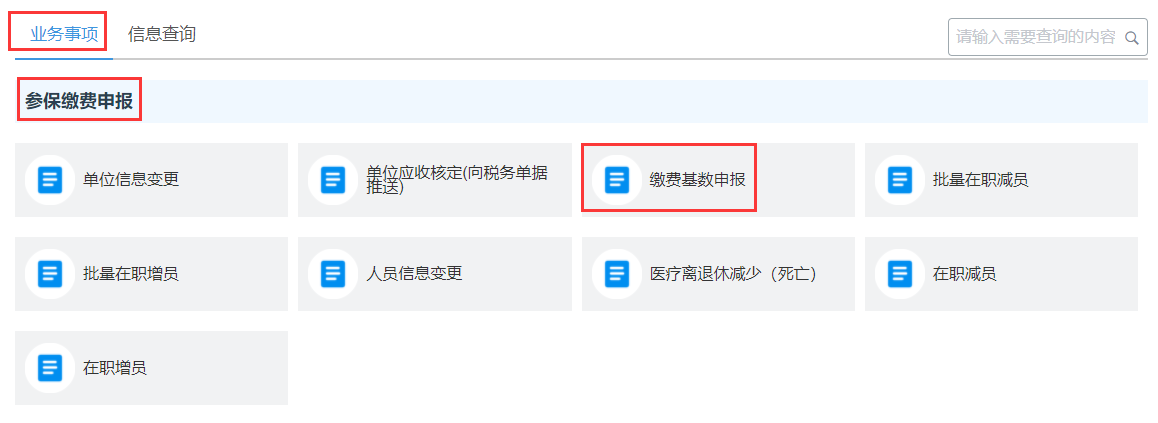 业务事项
信息查询
请输入需要查询的内容
参保缴费申报
单位信息变更
单位应收核定(向税务单据
推送)
缴费基数申报
批量在职减员
批量在职增员
人员信息变更
医疗离退休减少（死亡）
在职减员
在职增员